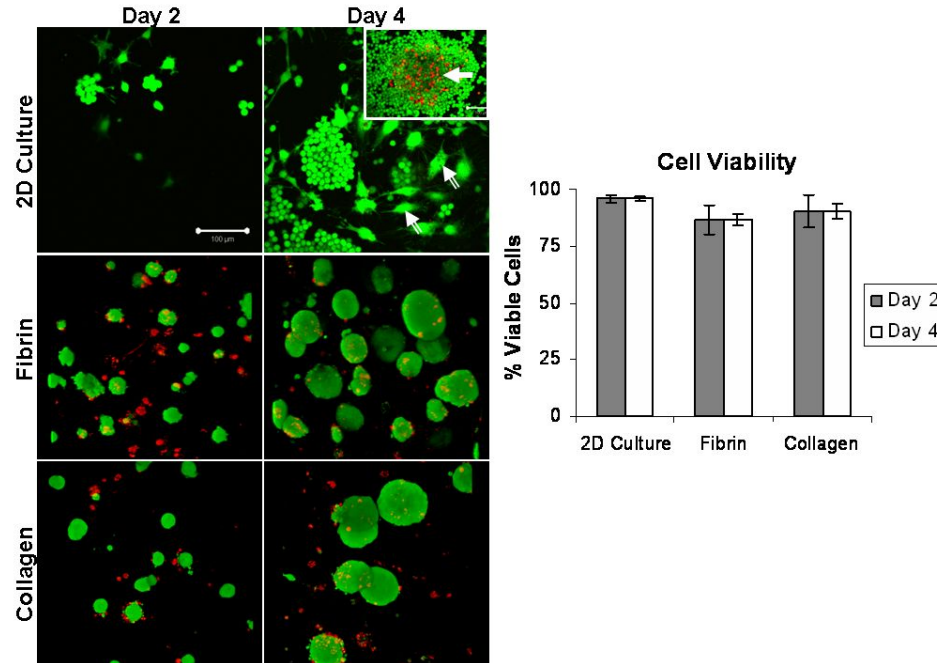 Day 2
Day 4
2D Culture
100 µm
Fibrin
Collagen
Cell Viability
% Viable Cells
100
75
50
25
0
2D Culture
Fibrin
Collagen
Day 2
Day 4